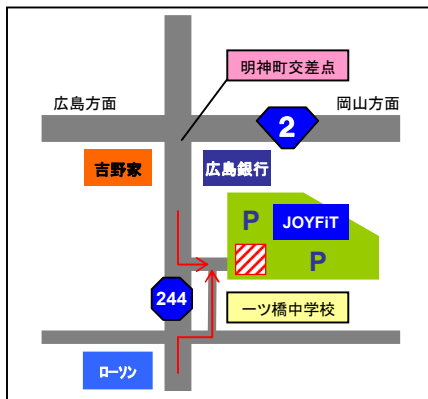 明神町交差点
広島方面
岡山方面
2
吉野家
広島銀行
P
JOYFiT
P
244
一ツ橋中学校
ローソン